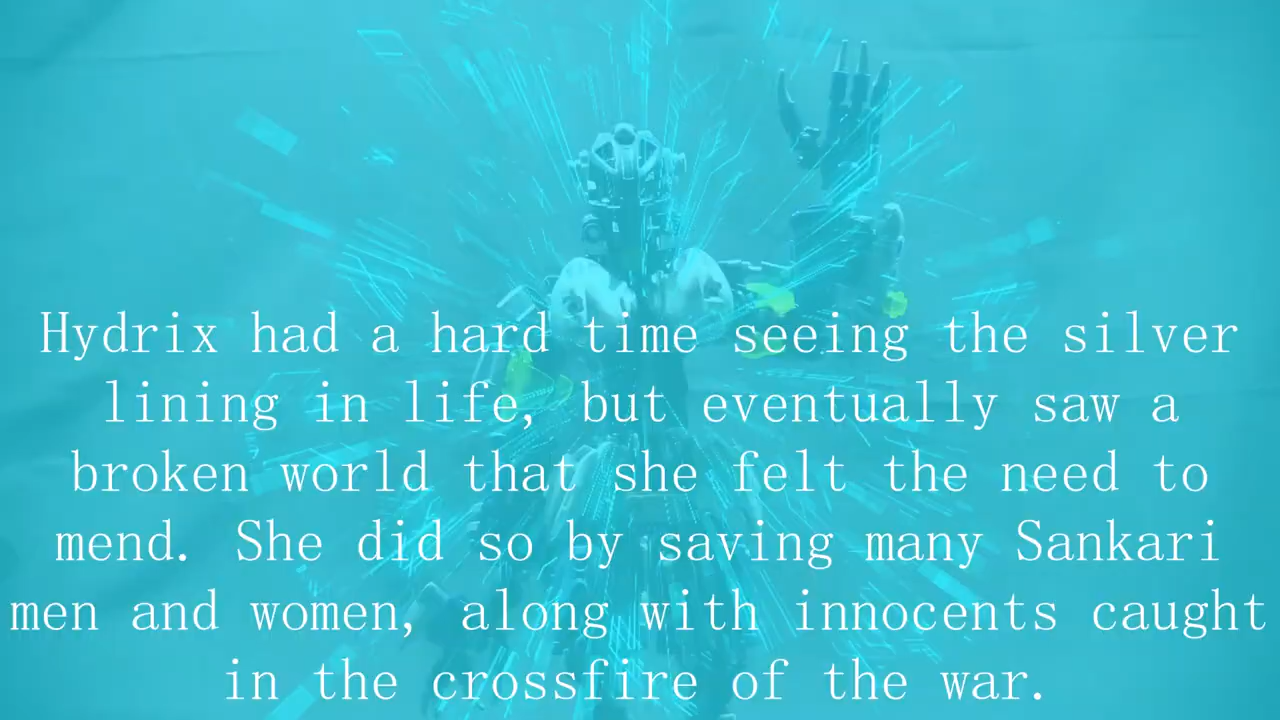 Hydrix had a hard time seeing the silver
lining in life, but eventually saw a
broken world that she felt the need to
mend. She did so by saving many Sankari
men and women, along with innocents caught
in the crossfire of the war.